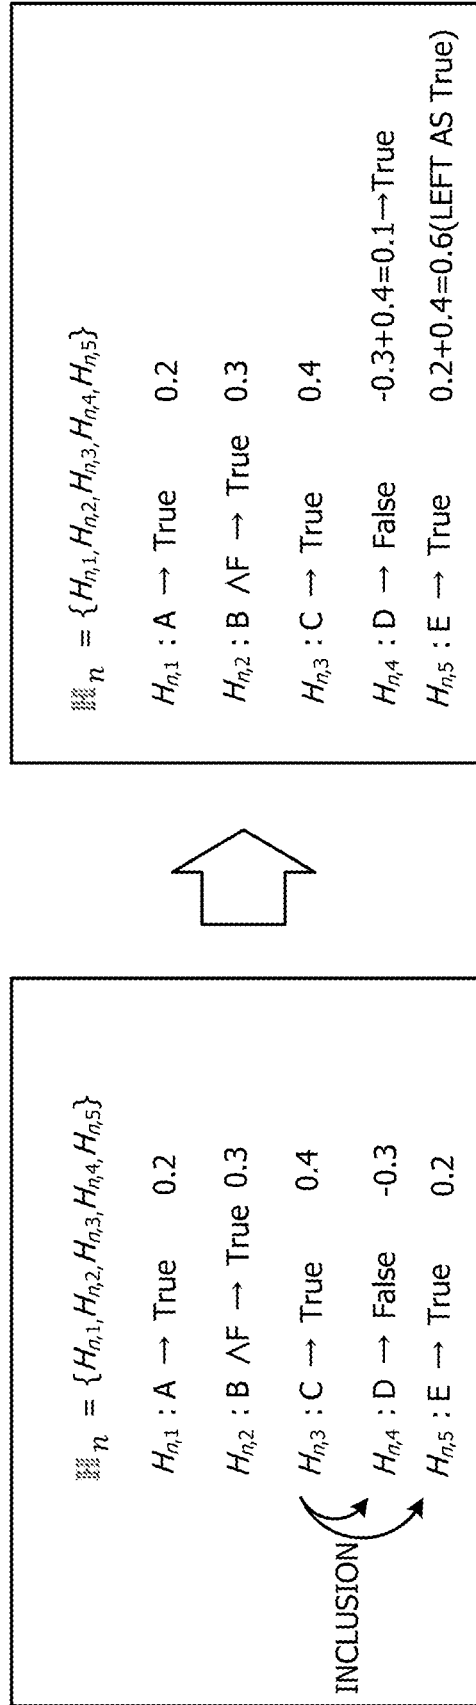 ℍn = {Hn,1,Hn,2,Hn,3,Hn,4,Hn,5}
Hn,1 : A → True 0.2
Hn,2 : B ∧F → True 0.3
Hn,3 : C → True 0.4
Hn,4 : D → False -0.3
Hn,5 : E → True 0.2
INCLUSION
ℍn = {Hn,1,Hn,2,Hn,3,Hn,4,Hn,5}
Hn,1 : A → True 0.2
Hn,2 : B ∧F → True 0.3
Hn,3 : C → True 0.4
Hn,4 : D → False -0.3+0.4=0.1→True
Hn,5 : E → True 0.2+0.4=0.6(LEFT AS True)